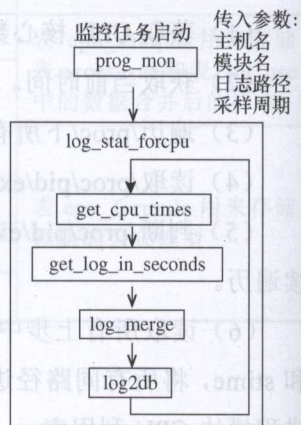 监控任务启动
传入参数:
主机名
模块名
日志路径
采样周期
prog_mon
log_stat_forcpu
get_cpu_times
get_log_in_seconds
log_merge
log2db